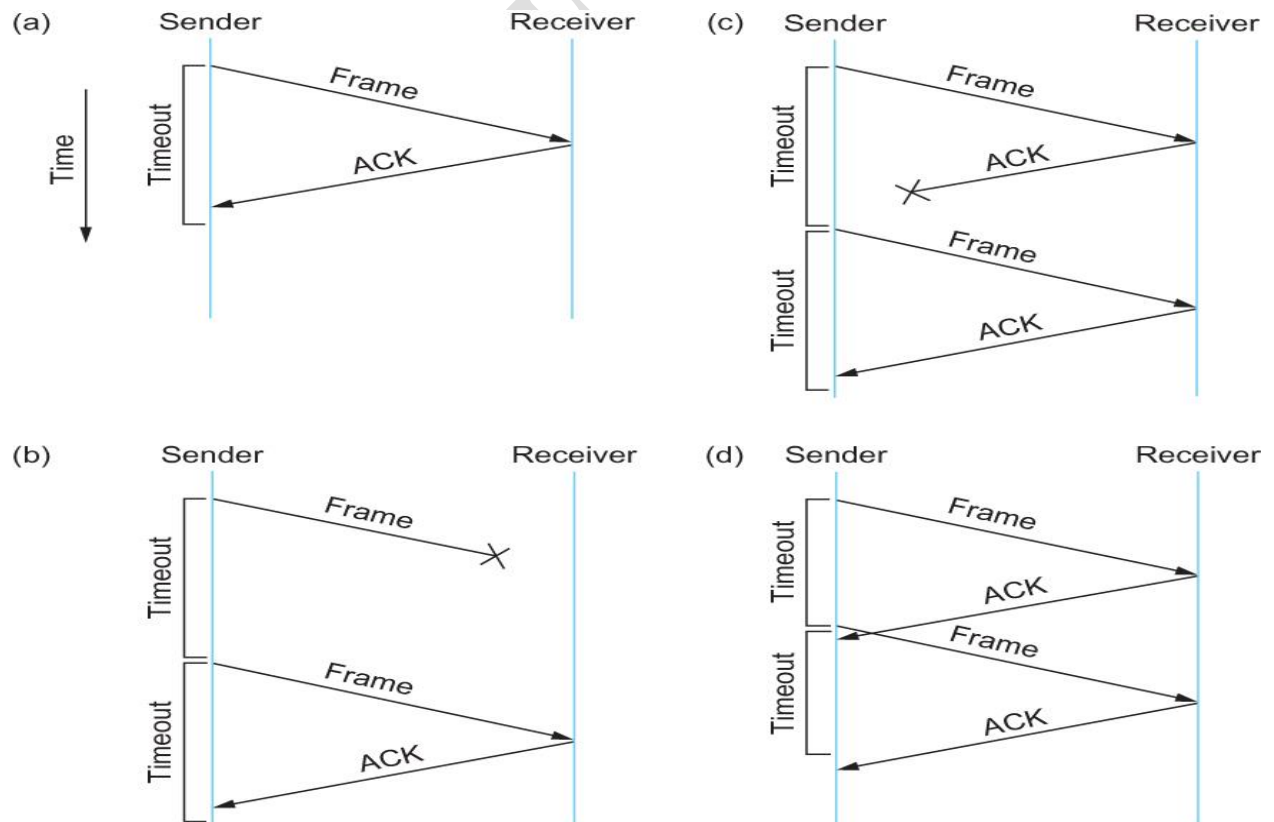 (a)
Sender
Receiver
Time
Timeout
Frame
ACK
(c)
Sender
Receiver
Timeout
Frame
ACK
Timeout
Frame
ACK
(b)
Sender
Receiver
Timeout
Frame
Timeout
Frame
ACK
(d)
Sender
Receiver
Timeout
Frame
ACK
Timeout
Frame
ACK